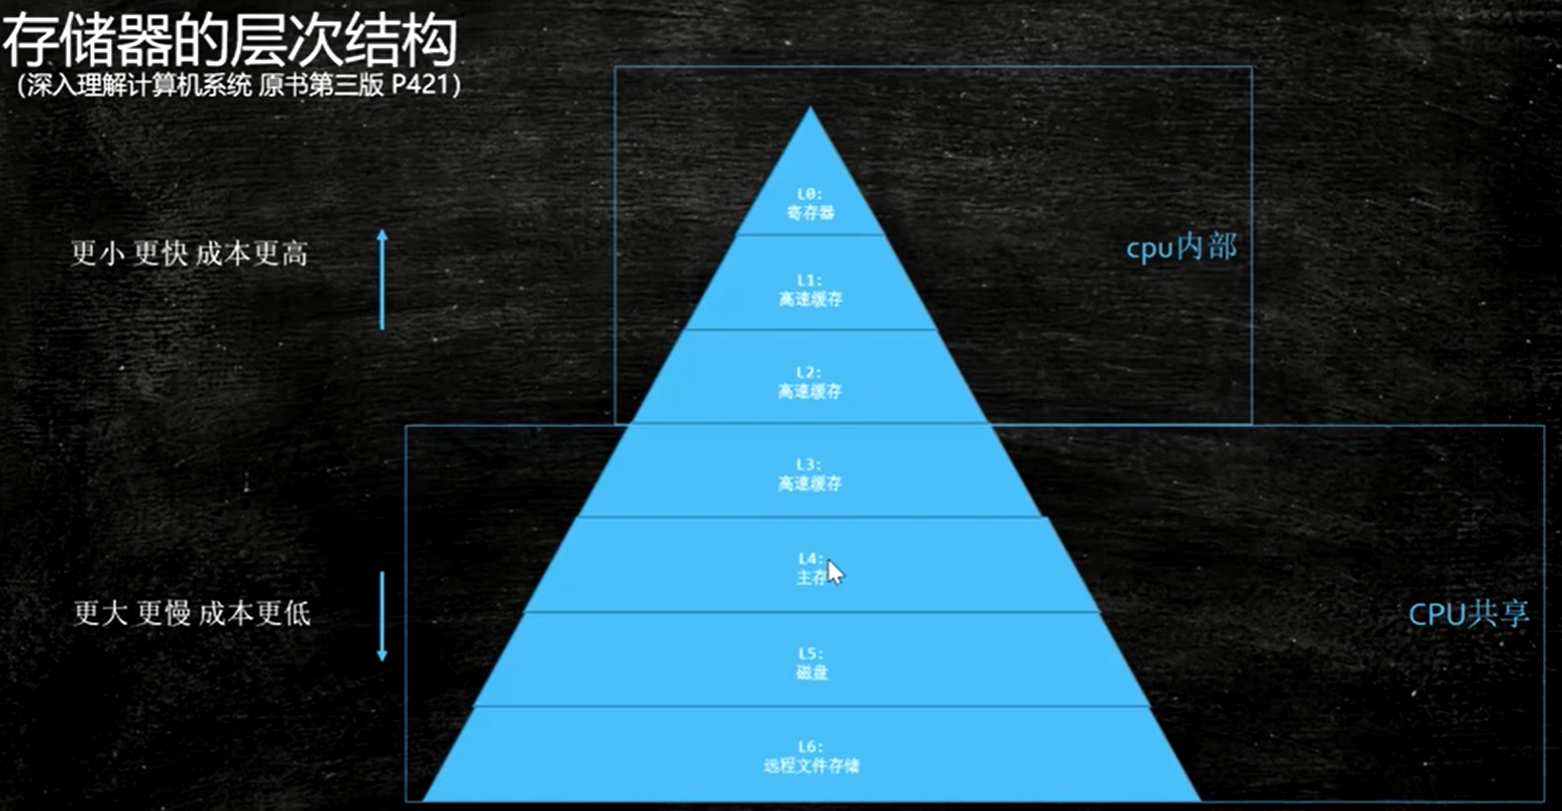 存储器的层次结构
(深入理解计算机系统 原书第三版 P421)
L0:
寄存器
cpu内部
更小 更快 成本更高
L1:
高速缓存
L2:
高速缓存
L3:
高速缓存
L4:
主存
更大 更慢 成本更低
CPU共享
L5:
磁盘
L6:
远程文件存储